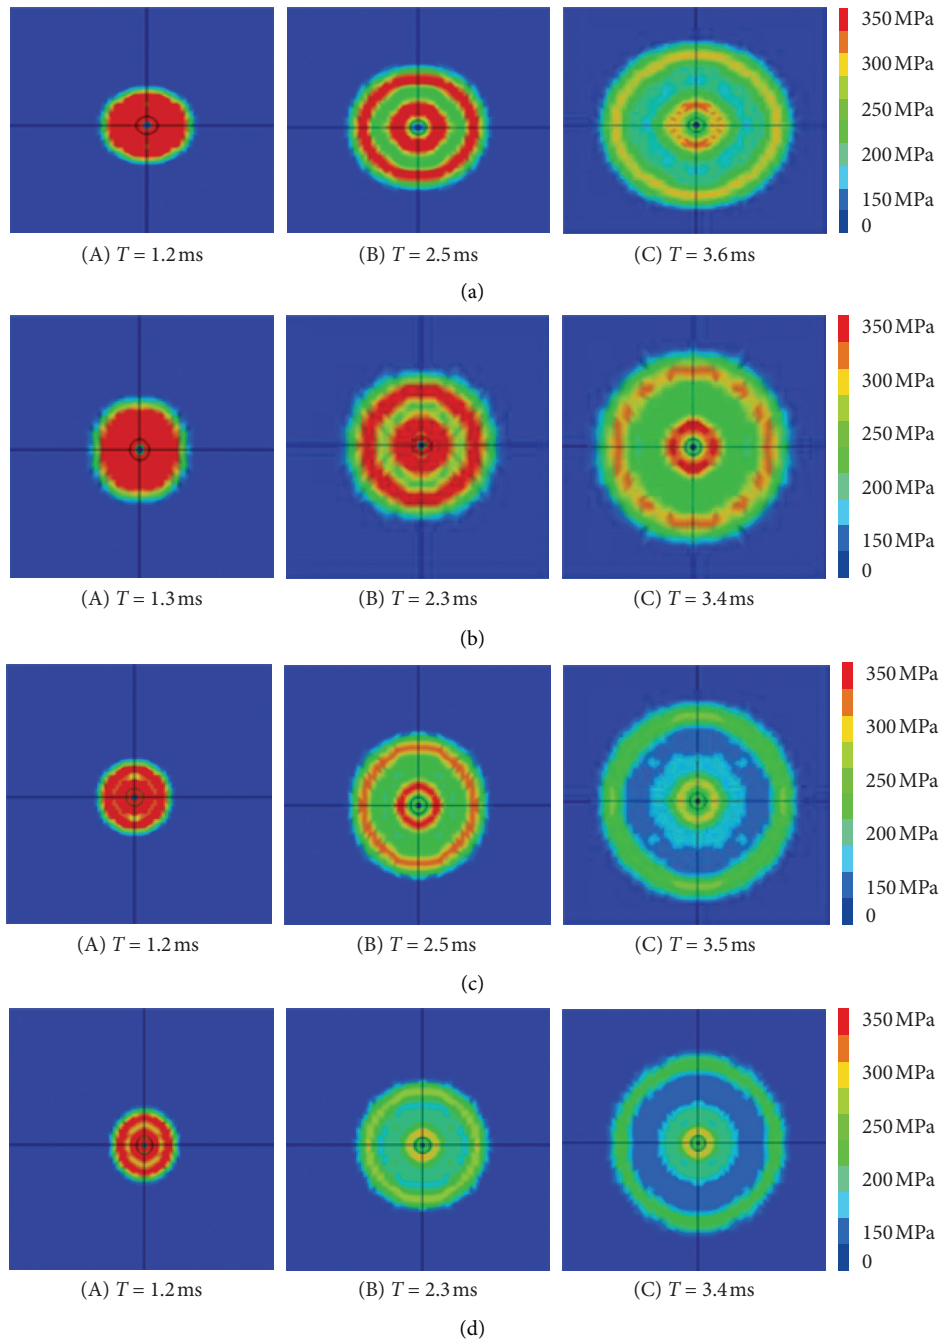 350 MPa
300 MPa
250 MPa
200 MPa
150 MPa
0
(A) T = 1.2 ms
(B) T = 2.5 ms
(C) T = 3.6 ms
(a)
350 MPa
300 MPa
250 MPa
200 MPa
150 MPa
0
(A) T = 1.3 ms
(B) T = 2.3 ms
(C) T = 3.4 ms
(b)
350 MPa
300 MPa
250 MPa
200 MPa
150 MPa
0
(A) T = 1.2 ms
(B) T = 2.5 ms
(C) T = 3.5 ms
(c)
350 MPa
300 MPa
250 MPa
200 MPa
150 MPa
0
(A) T = 1.2 ms
(B) T = 2.3 ms
(C) T = 3.4 ms
(d)